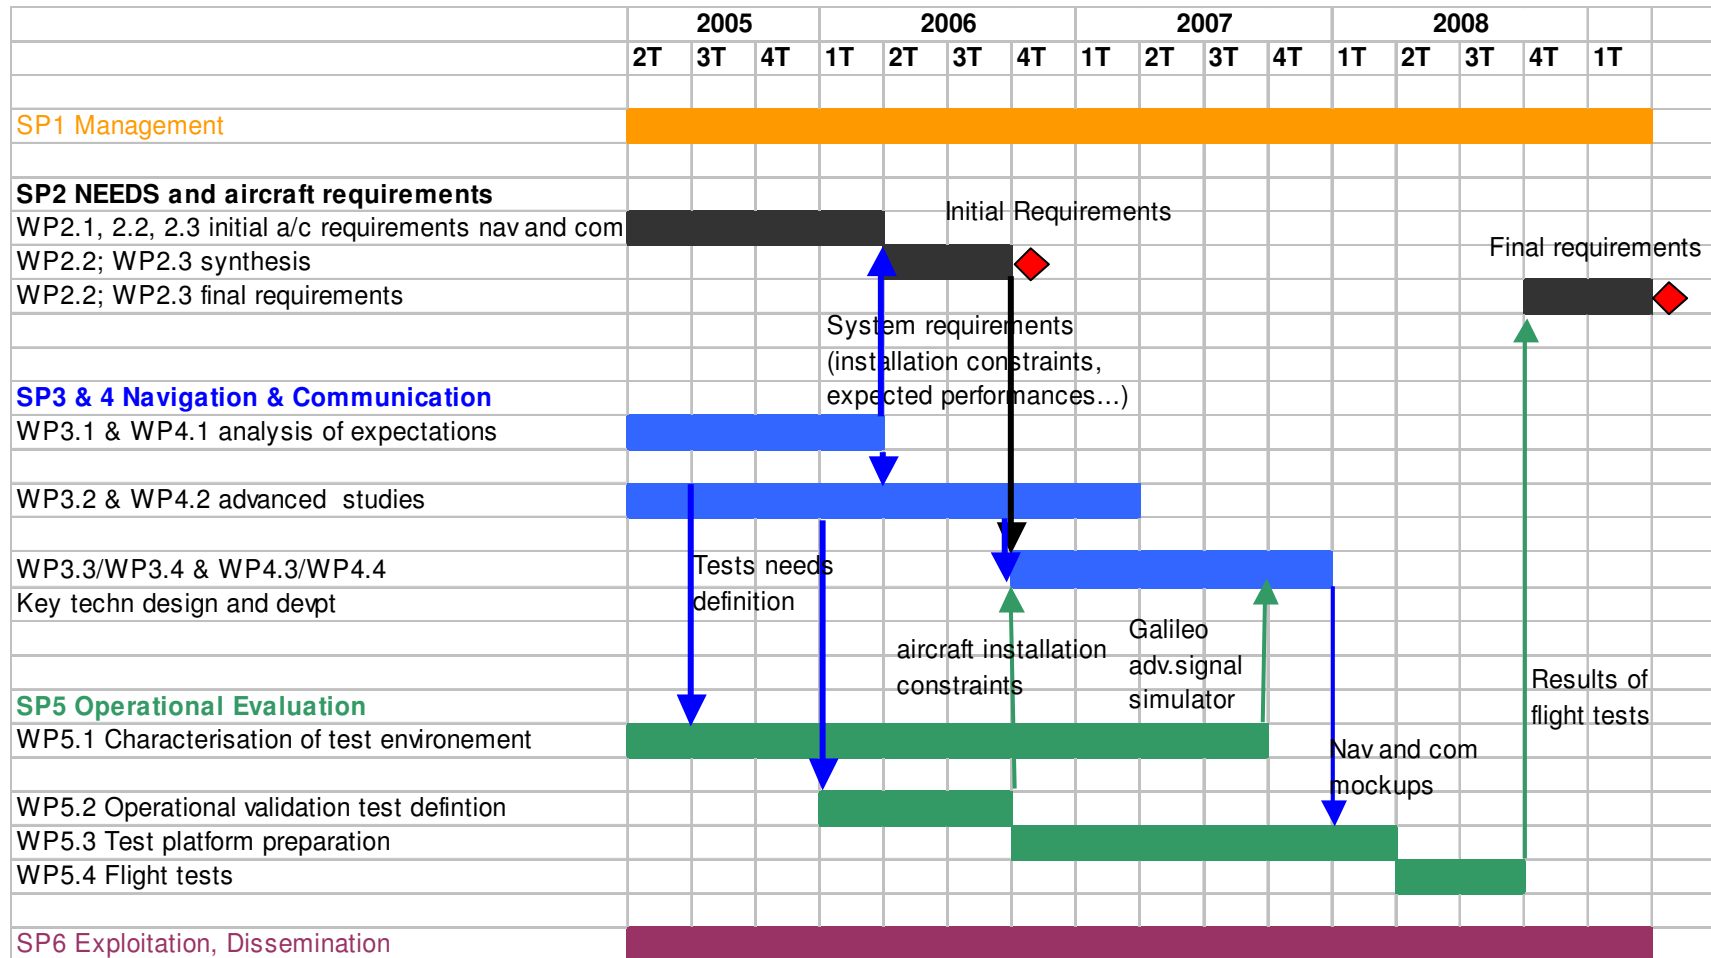 2005 2006 2007 2008
2T 3T 4T 1T 2T 3T 4T 1T 2T 3T 4T 1T 2T 3T 4T 1T
SP1 Management
SP2 NEEDS and aircraft requirements
Initial Requirements
WP2.1, 2.2, 2.3 initial a/c requirements nav and com
Final requirements
WP2.2; WP2.3 synthesis
WP2.2; WP2.3 final requirements
System requirements
(installation constraints,
expected performances...)
SP3 & 4 Navigation & Communication
WP3.1 & WP4.1 analysis of expectations
WP3.2 & WP4.2 advanced studies
WP3.3/WP3.4 & WP4.3/WP4.4
Key techn design and devpt
Tests needs
definition
aircraft installation
constraints
Galileo
adv.signal
simulator
Results of
flight tests
SP5 Operational Evaluation
WP5.1 Characterisation of test environement
Nav and com
mockups
WP5.2 Operational validation test defintion
WP5.3 Test platform preparation
WP5.4 Flight tests
SP6 Exploitation, Dissemination